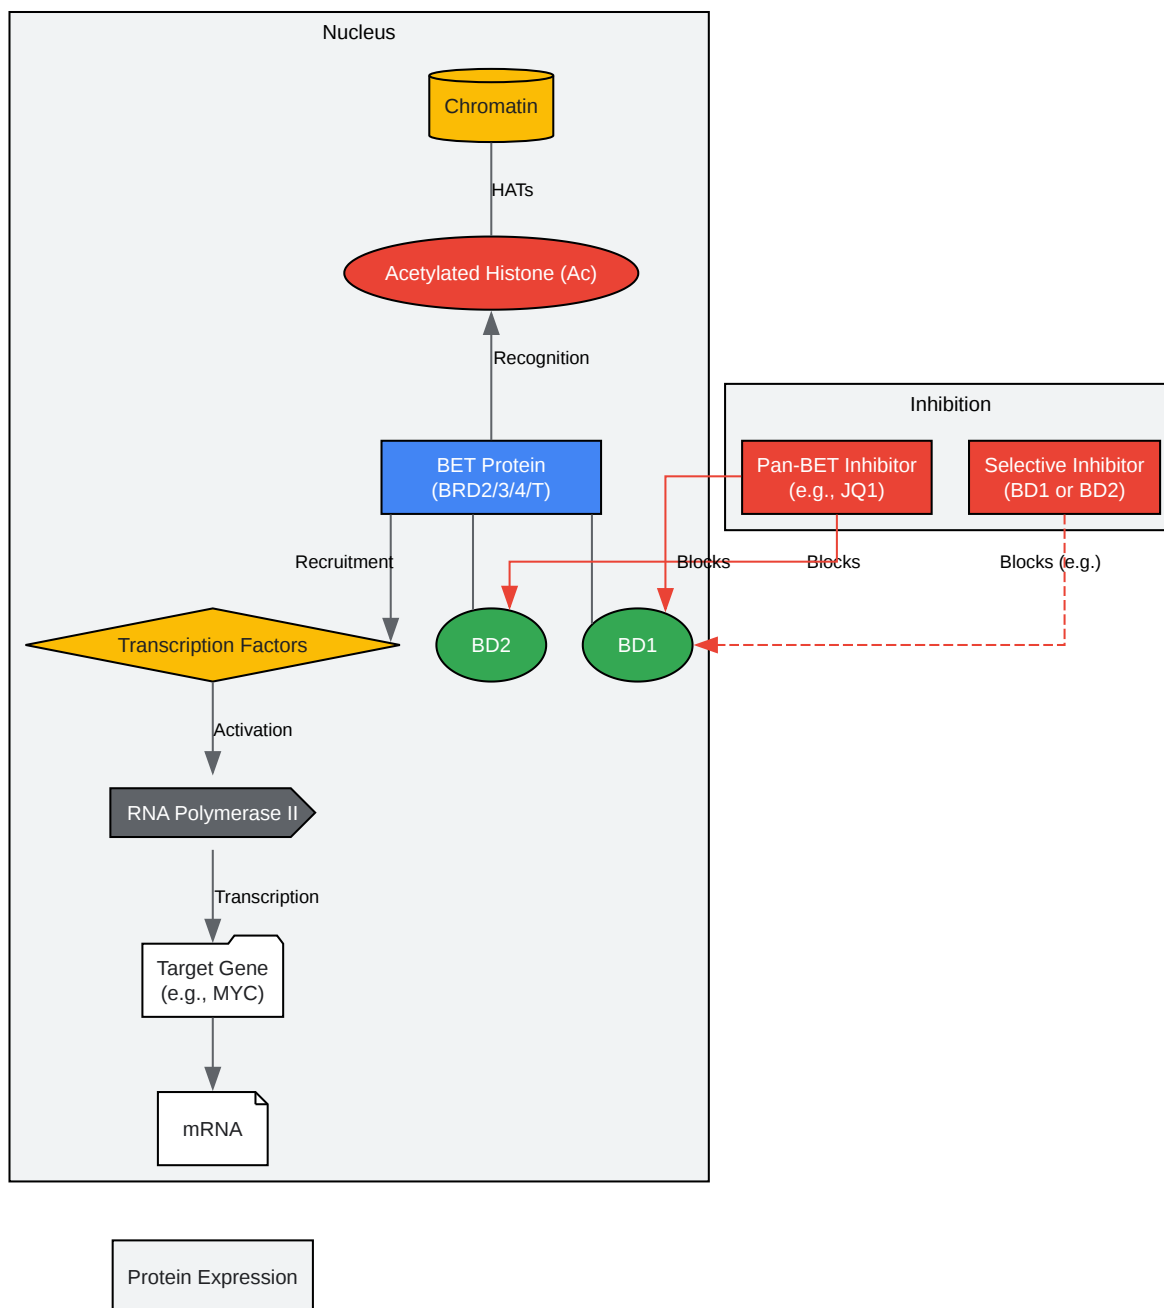 Nucleus
Chromatin
HATs
Acetylated Histone (Ac)
Recognition
Inhibition
BET Protein
(BRD2/3/4/T)
Pan-BET Inhibitor
(e.g., JQ1)
Selective Inhibitor
(BD1 or BD2)
Recruitment
Blocks
Blocks
Blocks (e.g.)
Transcription Factors
BD2
BD1
Activation
RNA Polymerase II
Transcription
Target Gene
(e.g., MYC)
mRNA
Protein Expression